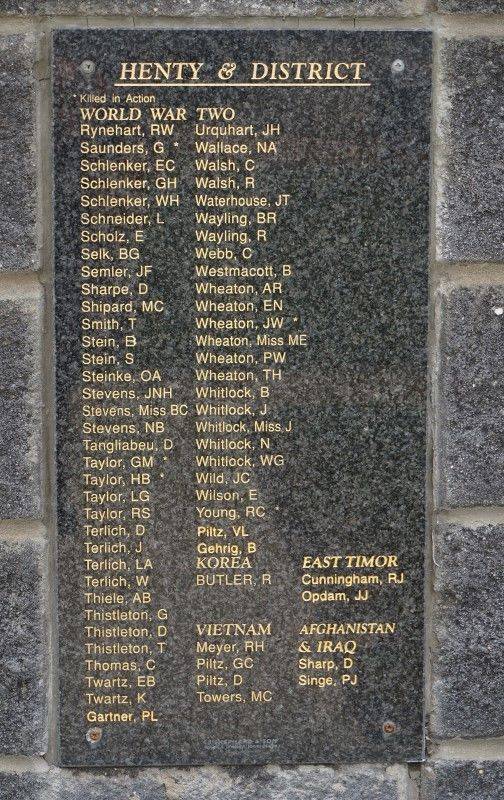 HENTY & DISTRICT
* Killed in Action
WORLD WAR TWO
Rynehart, RW
Saunders, G *
Schlenker, EC
Schlenker, GH
Schlenker, WH
Schneider, L
Scholz, E
Selk, BG
Semler, JF
Sharpe, D
Shipard, MC
Smith, T
Stein, B
Stein, S
Steinke, OA
Stevens, JNH
Stevens, Miss BC
Stevens, NB
Tangliabeu, D
Taylor, GM *
Taylor, HB *
Taylor, LG
Taylor, RS
Terlich, D
Terlich, J
Terlich, LA
Terlich, W
Thiele, AB
Thistleton, G
Thistleton, D
Thistleton, T
Thomas, C
Twartz, EB
Twartz, K
Gartner, PL
Urquhart, JH
Wallace, NA
Walsh, C
Walsh, R
Waterhouse, JT
Wayling, BR
Wayling, R
Webb, C
Westmacott, B
Wheaton, AR
Wheaton, EN
Wheaton, JW *
Wheaton, Miss ME
Wheaton, PW
Wheaton, TH
Whitlock, B
Whitlock, J
Whitlock, Miss J
Whitlock, N
Whitlock, WG
Wild, JC
Wilson, E
Young, RC *
Piltz, VL
Gehrig, B
KOREA
BUTLER, R
VIETNAM
Meyer, RH
Piltz, GC
Piltz, D
Towers, MC
EAST TIMOR
Cunningham, RJ
Opdam, JJ
AFGHANISTAN
& IRAQ
Sharp, D
Singe, PJ